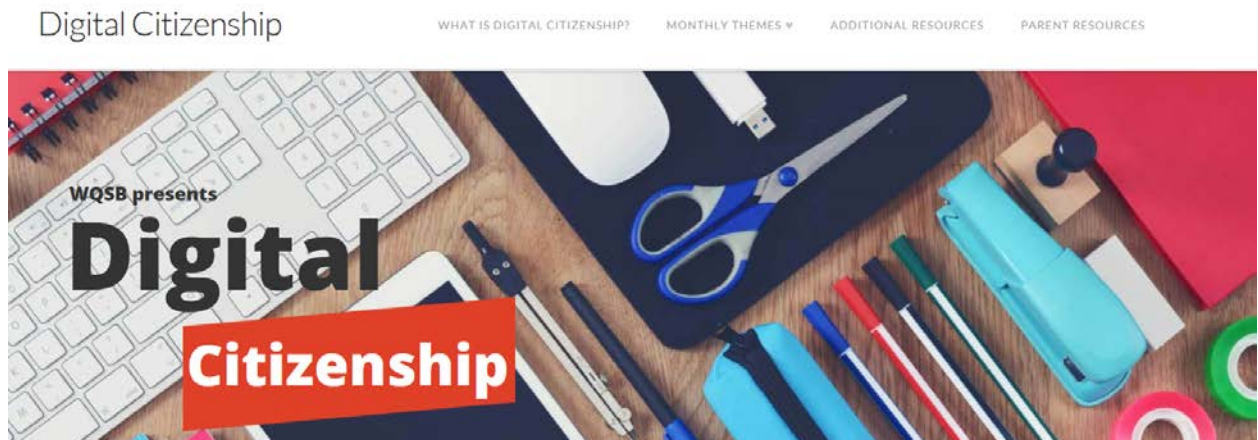 Digital Citizenship
WHAT IS DIGITAL CITIZENSHIP?
MONTHLY THEMES ♥
ADDITIONAL RESOURCES
PARENT RESOURCES
WQSB presents
Digital
Citizenship